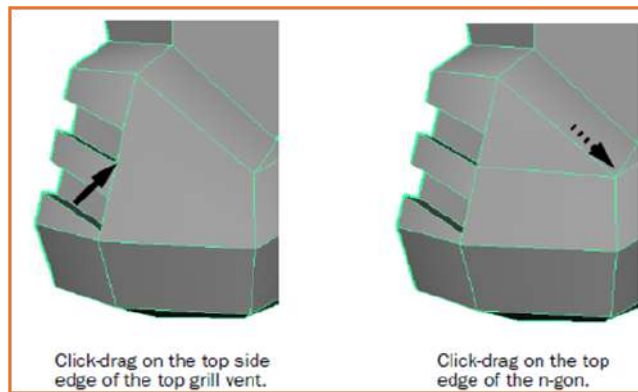 Click-drag on the top side
edge of the top grill vent.
Click-drag on the top
edge of the n-gon.